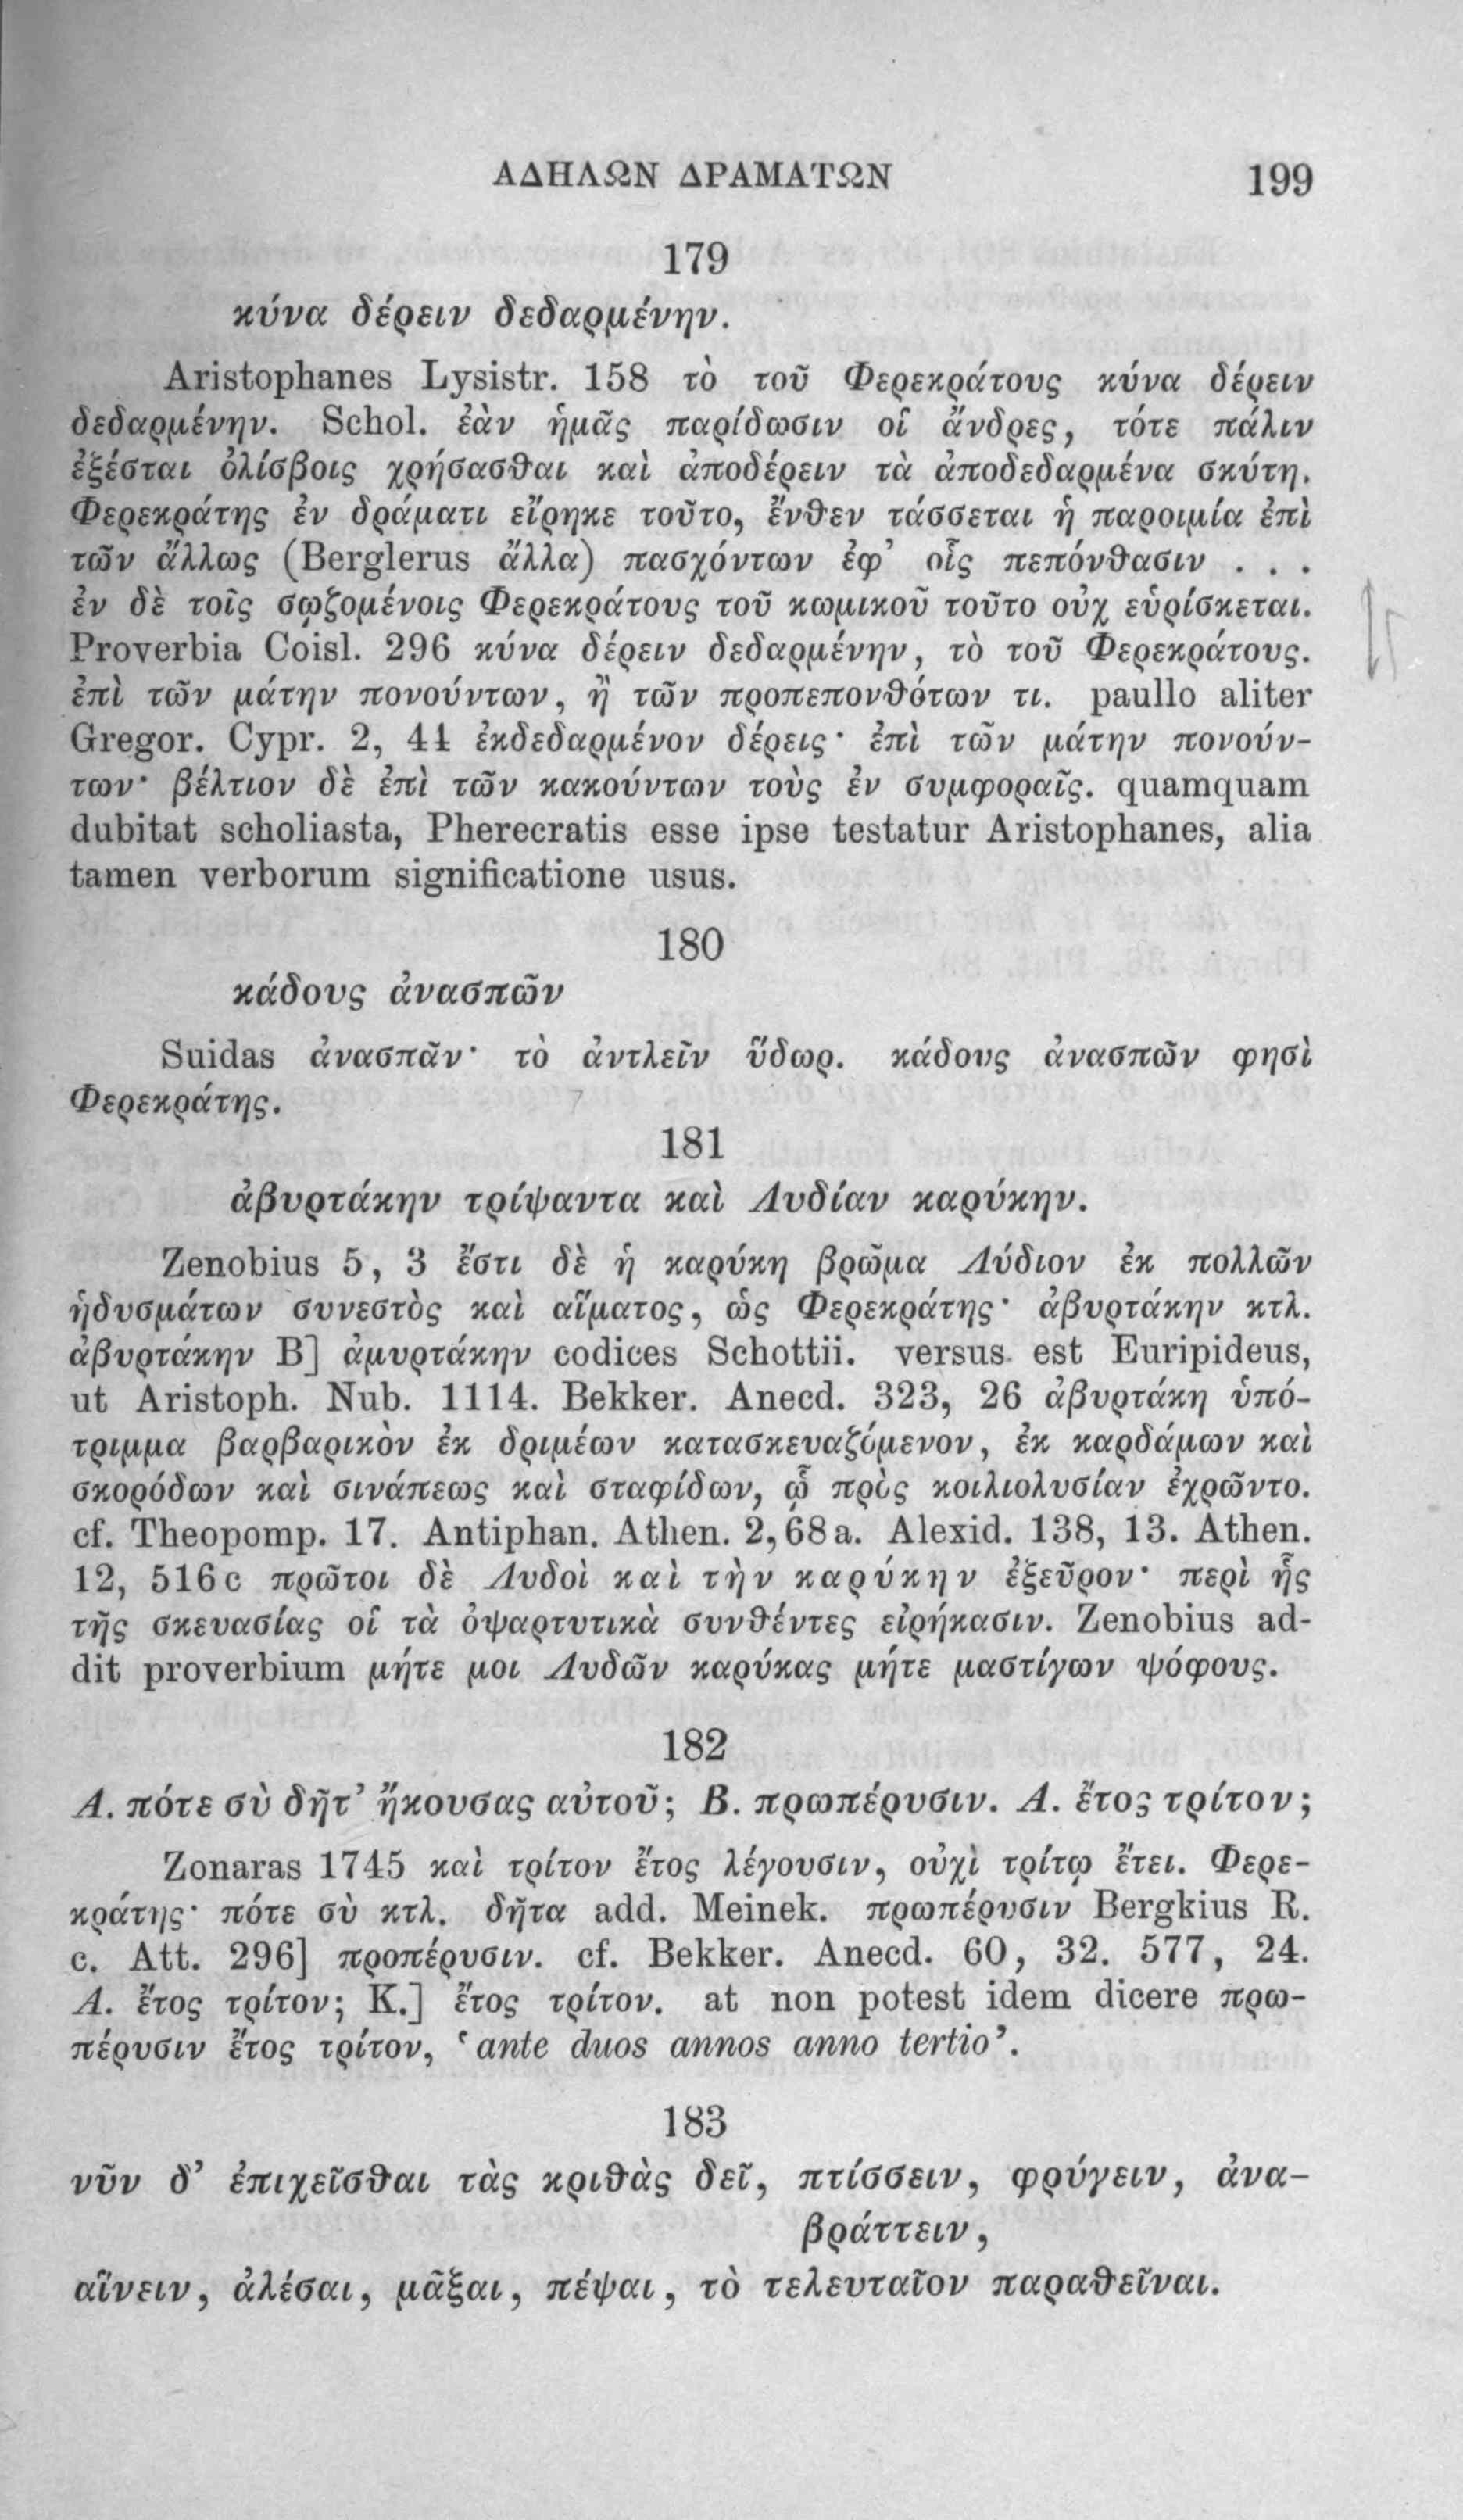 ΑΔΗΛΩΝ ΔΡΑΜΑΤΩΝ 199
179
κύνα δέρειν δεδαρμένην.
Aristophanes Lysistr. 158 τὸ τοῦ Φερεκράτους κύνα δέρειν
δεδαρμένην. Schol. ἐὰν ἡμᾶς παρίδωσιν οἱ ἄνδρες, τότε πάλιν
ἐξέσται ὀλίσβοις χρήσασθαι καὶ ἀποδέρειν τὰ ἀποδεδαρμένα σκύτη.
Φερεκράτης ἐν δράματι εἴρηκε τοῦτο, ἔνθεν τάσσεται ἡ παροιμία ἐπὶ
τῶν ἄλλως (Berglerus ἄλλα) πασχόντων ἐφ’ οἷς πεπόνθασιν . . .
ἐν δὲ τοῖς σῳζομένοις Φερεκράτους τοῦ κωμικοῦ τοῦτο οὐχ εὑρίσκεται.
Proverbia Coisl. 296 κύνα δέρειν δεδαρμένην, τὸ τοῦ Φερεκράτους.
ἐπὶ τῶν μάτην πονούντων, ἢ τῶν προπεπονθότων τι. paullo aliter
Gregor. Cypr. 2, 44 ἐκδεδαρμένον δέρεις· ἐπὶ τῶν μάτην πονούν-
των· βέλτιον δὲ ἐπὶ τῶν κακούντων τοὺς ἐν συμφοραῖς. quamquam
dubitat scholiasta, Pherecratis esse ipse testatur Aristophanes, alia
tamen verborum significatione usus.
180
κάδους ἀνασπῶν
Suidas ἀνασπᾶν· τὸ ἀντλεῖν ὕδωρ. κάδους ἀνασπῶν φησὶ
Φερεκράτης.
181
ἀβυρτάκην τρίψαντα καὶ Λυδίαν καρύκην.
Zenobius 5, 3 ἔστι δὲ ἡ καρύκη βρῶμα Λύδιον ἐκ πολλῶν
ἡδυσμάτων συνεστὸς καὶ αἵματος, ὡς Φερεκράτης· ἀβυρτάκην κτλ.
ἀβυρτάκην B] ἀμυρτάκην codices Schottii. versus est Euripideus,
ut Aristoph. Nub. 1114. Bekker. Anecd. 323, 26 ἀβυρτάκη ὑπό-
τριμμα βαρβαρικὸν ἐκ δριμέων κατασκευαζόμενον, ἐκ καρδάμων καὶ
σκορόδων καὶ σινάπεως καὶ σταφίδων, ᾧ πρὸς κοιλιολυσίαν ἐχρῶντο.
cf. Theopomp. 17. Antiphan. Athen. 2, 68 a. Alexid. 138, 13. Athen.
12, 516 c πρῶτοι δὲ Λυδοὶ καὶ τὴν καρύκην ἐξεῦρον· περὶ ἧς
τῆς σκευασίας οἱ τὰ ὀψαρτυτικὰ συνθέντες εἰρήκασιν. Zenobius ad-
dit proverbium μήτε μοι Λυδῶν καρύκας μήτε μαστίγων ψόφους.
182
Α. πότε σὺ δῆτ’ ἤκουσας αὐτοῦ; Β. πρωπέρυσιν. Α. ἔτος τρίτον;
Zonaras 1745 καὶ τρίτον ἔτος λέγουσιν, οὐχὶ τρίτῳ ἔτει. Φερε-
κράτης· πότε σὺ κτλ. δῆτα add. Meinek. πρωπέρυσιν Bergkius R.
c. Att. 296] προπέρυσιν. cf. Bekker. Anecd. 60, 32. 577, 24.
Α. ἔτος τρίτον; K.] ἔτος τρίτον. at non potest idem dicere πρω-
πέρυσιν ἔτος τρίτον, ‘ante duos annos anno tertio’.
183
νῦν δ’ ἐπιχεῖσθαι τὰς κριθὰς δεῖ, πτίσσειν, φρύγειν, ἀνα-
βράττειν,
αἵνειν, ἀλέσαι, μᾶξαι, πέψαι, τὸ τελευταῖον παραθεῖναι.